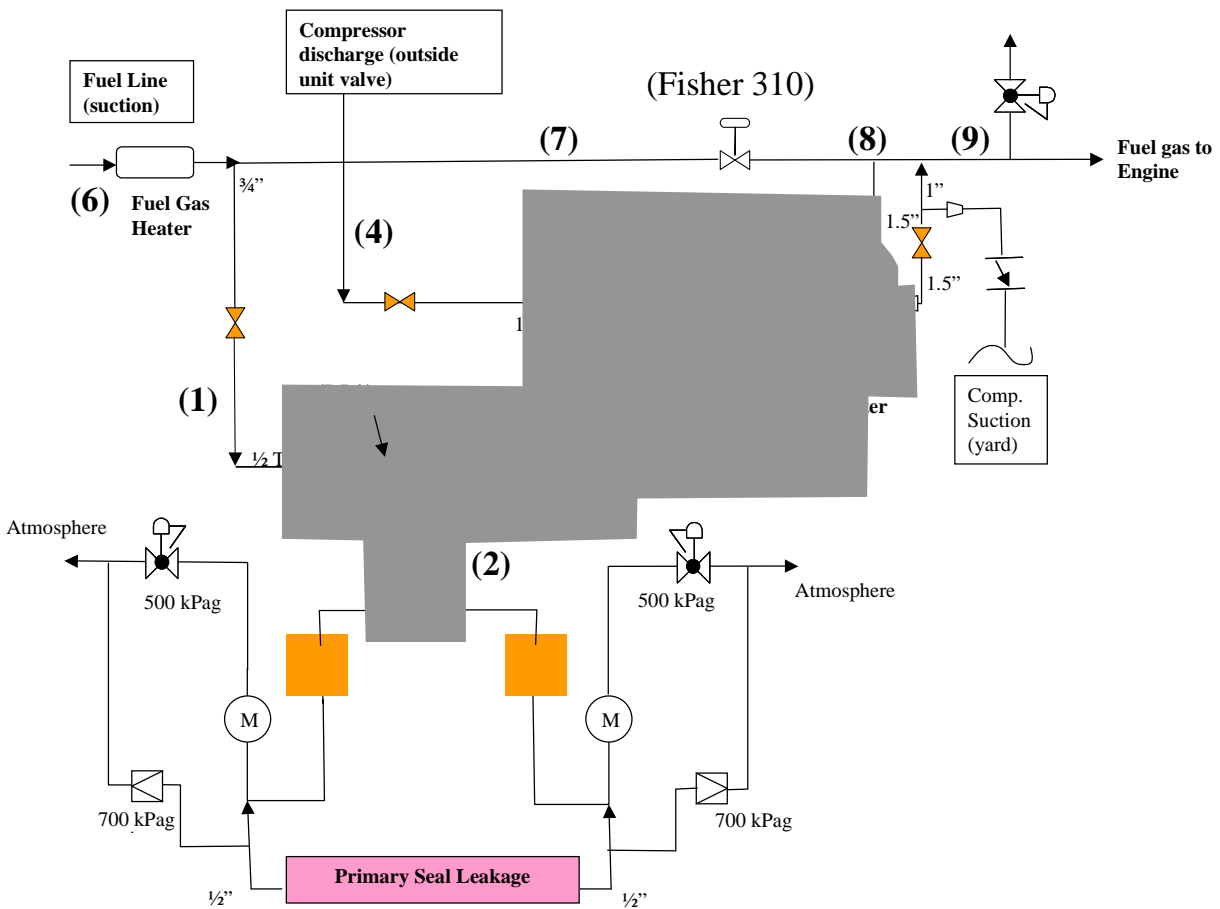 Compressor
discharge (outside
unit valve)
Fuel Line
(suction)
(Fisher 310)
(7)
(8)
(9)
Fuel gas to
Engine
(6)
Fuel Gas
Heater
¾”
1”
(4)
1.5”
1.5”
1
(1)
Comp.
Suction
(yard)
½ T
Atmosphere
(2)
500 kPag
500 kPag
Atmosphere
M
M
700 kPag
700 kPag
Primary Seal Leakage
½”
½”